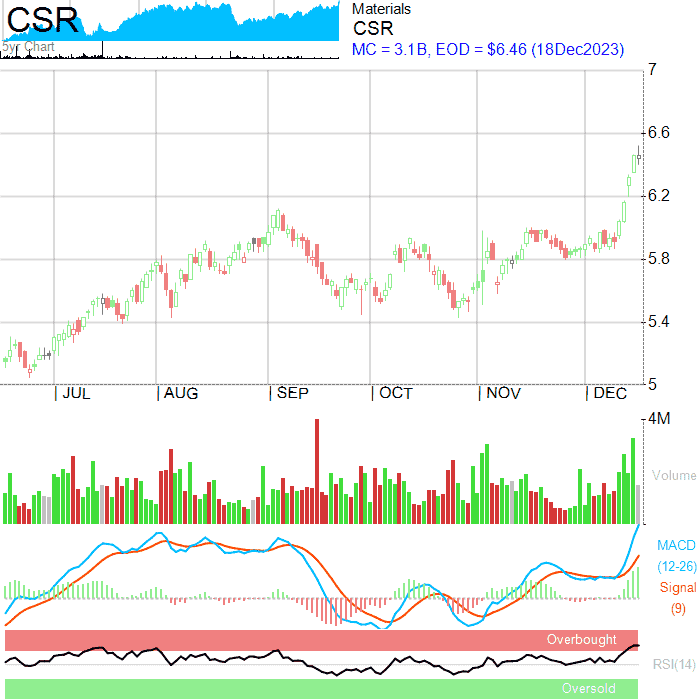 CSR
5yr Chart
Materials
CSR
MC = 3.1B, EOD = $6.46 (18Dec2023)
7
6.6
6.2
5.8
5.4
5
JUL AUG SEP OCT NOV DEC
4M
Volume
MACD
(12-26)
Signal
(9)
Overbought
RSI(14)
Oversold